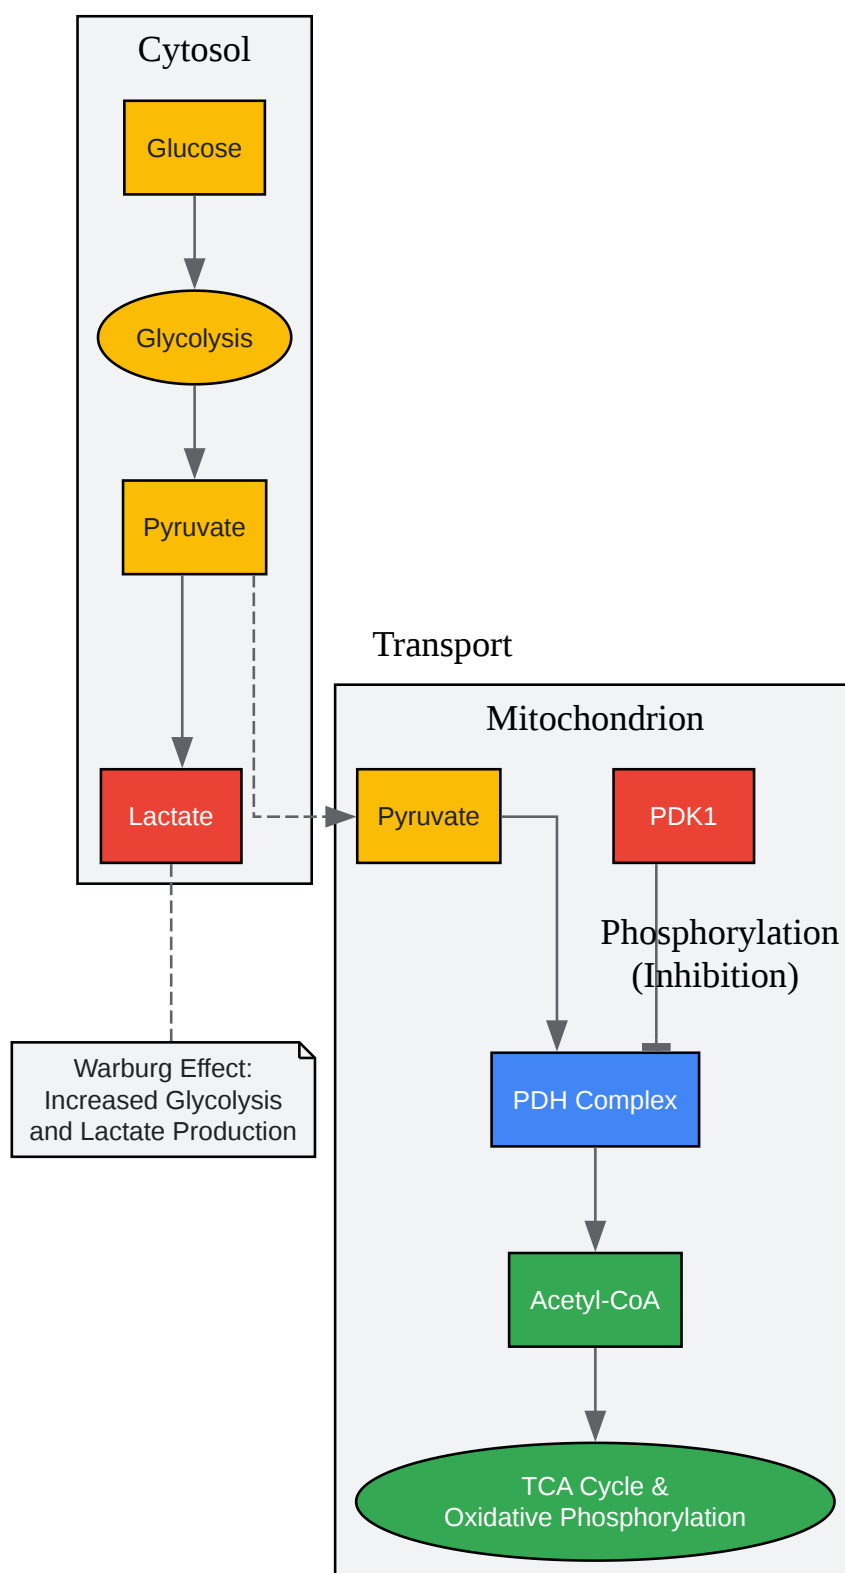 Cytosol
Glucose
Glycolysis
Pyruvate
Transport
Mitochondrion
Lactate
Pyruvate
PDK1
Phosphorylation
(Inhibition)
Warburg Effect:
Increased Glycolysis
and Lactate Production
PDH Complex
Acetyl-CoA
TCA Cycle &
Oxidative Phosphorylation